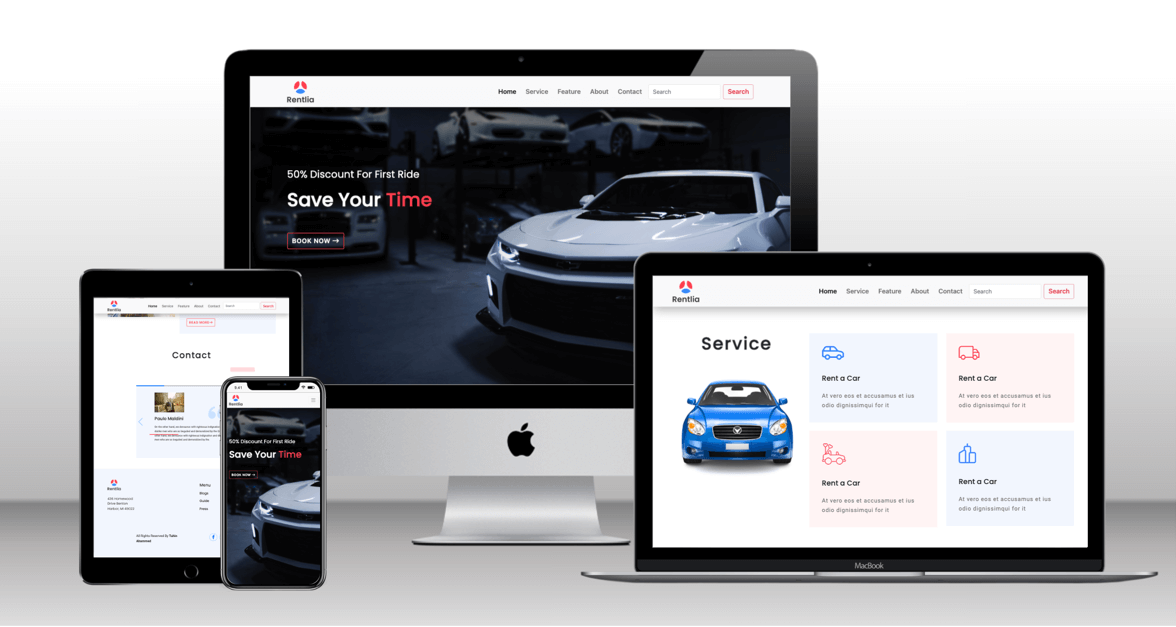 Rentlia
Home Service Feature About Contact Search Search
50% Discount For First Ride
Save Your Time
BOOK NOW →
Rentlia
Home Service Feature About Contact Search Search
Service
Rent a Car
At vero eos et accusamus et ius
odio dignissimqui for it
Rent a Car
At vero eos et accusamus et ius
odio dignissimqui for it
Rent a Car
At vero eos et accusamus et ius
odio dignissimqui for it
Rent a Car
At vero eos et accusamus et ius
odio dignissimqui for it
MacBook
Rentlia
Home Service Feature About Contact Search Search
READ MORE →
Contact
Paulo Maldini
Rentlia
Menu
Blogs
Guide
Press
All Rights Reserved By
9:41
Rentlia
50% Discount For First Ride
Save Your Time
BOOK NOW →